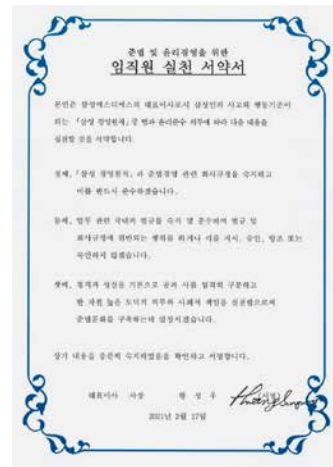 준법 및 윤리경영을 위한
임직원 실천 서약서
본인은 삼성에스디에스의 대표이사로서 삼성인의 사고와 행동기준이
되는 「삼성 경영원칙」중 법과 윤리준수 의무에 따라 다음 내용을
실천할 것을 서약합니다.
첫째, 「삼성 경영원칙」과 준법경영 관련 회사규정을 숙지하고
이를 반드시 준수하겠습니다.
둘째, 업무 관련 국내외 법규를 숙지 및 준수하며 법규 및
회사규정에 위반되는 행위를 하거나 이를 지시, 승인, 방조 또는
묵인하지 않겠습니다.
셋째, 정직과 성실을 기본으로 공과 사를 엄격히 구분하고
한 차원 높은 도덕적 의무와 사회적 책임을 실천함으로써
준법문화를 구축하는데 앞장서겠습니다.
상기 내용을 충분히 숙지하였음을 확인하고 서명합니다.
대표이사 사장 황 성 우 (서명)
2021년 2월 17일